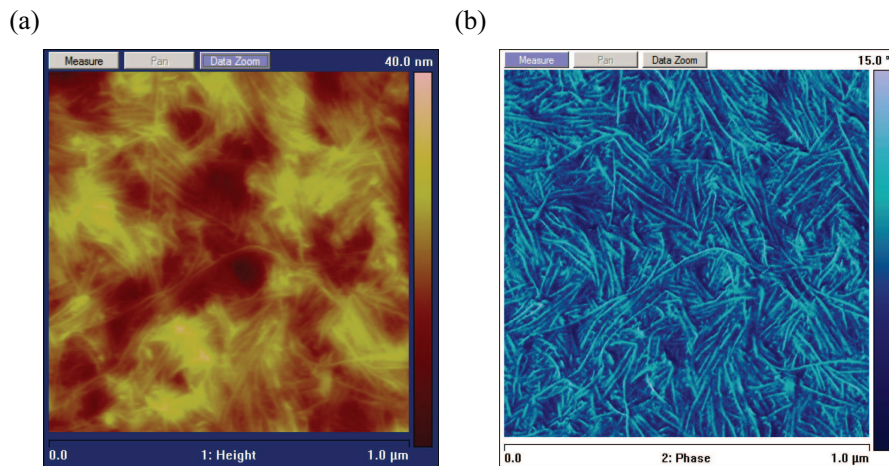 (a)
(b)
Measure Pan Data Zoom 40.0 nm
Measure Pan Data Zoom 15.0 °
0.0 1: Height 1.0 µm
0.0 2: Phase 1.0 µm